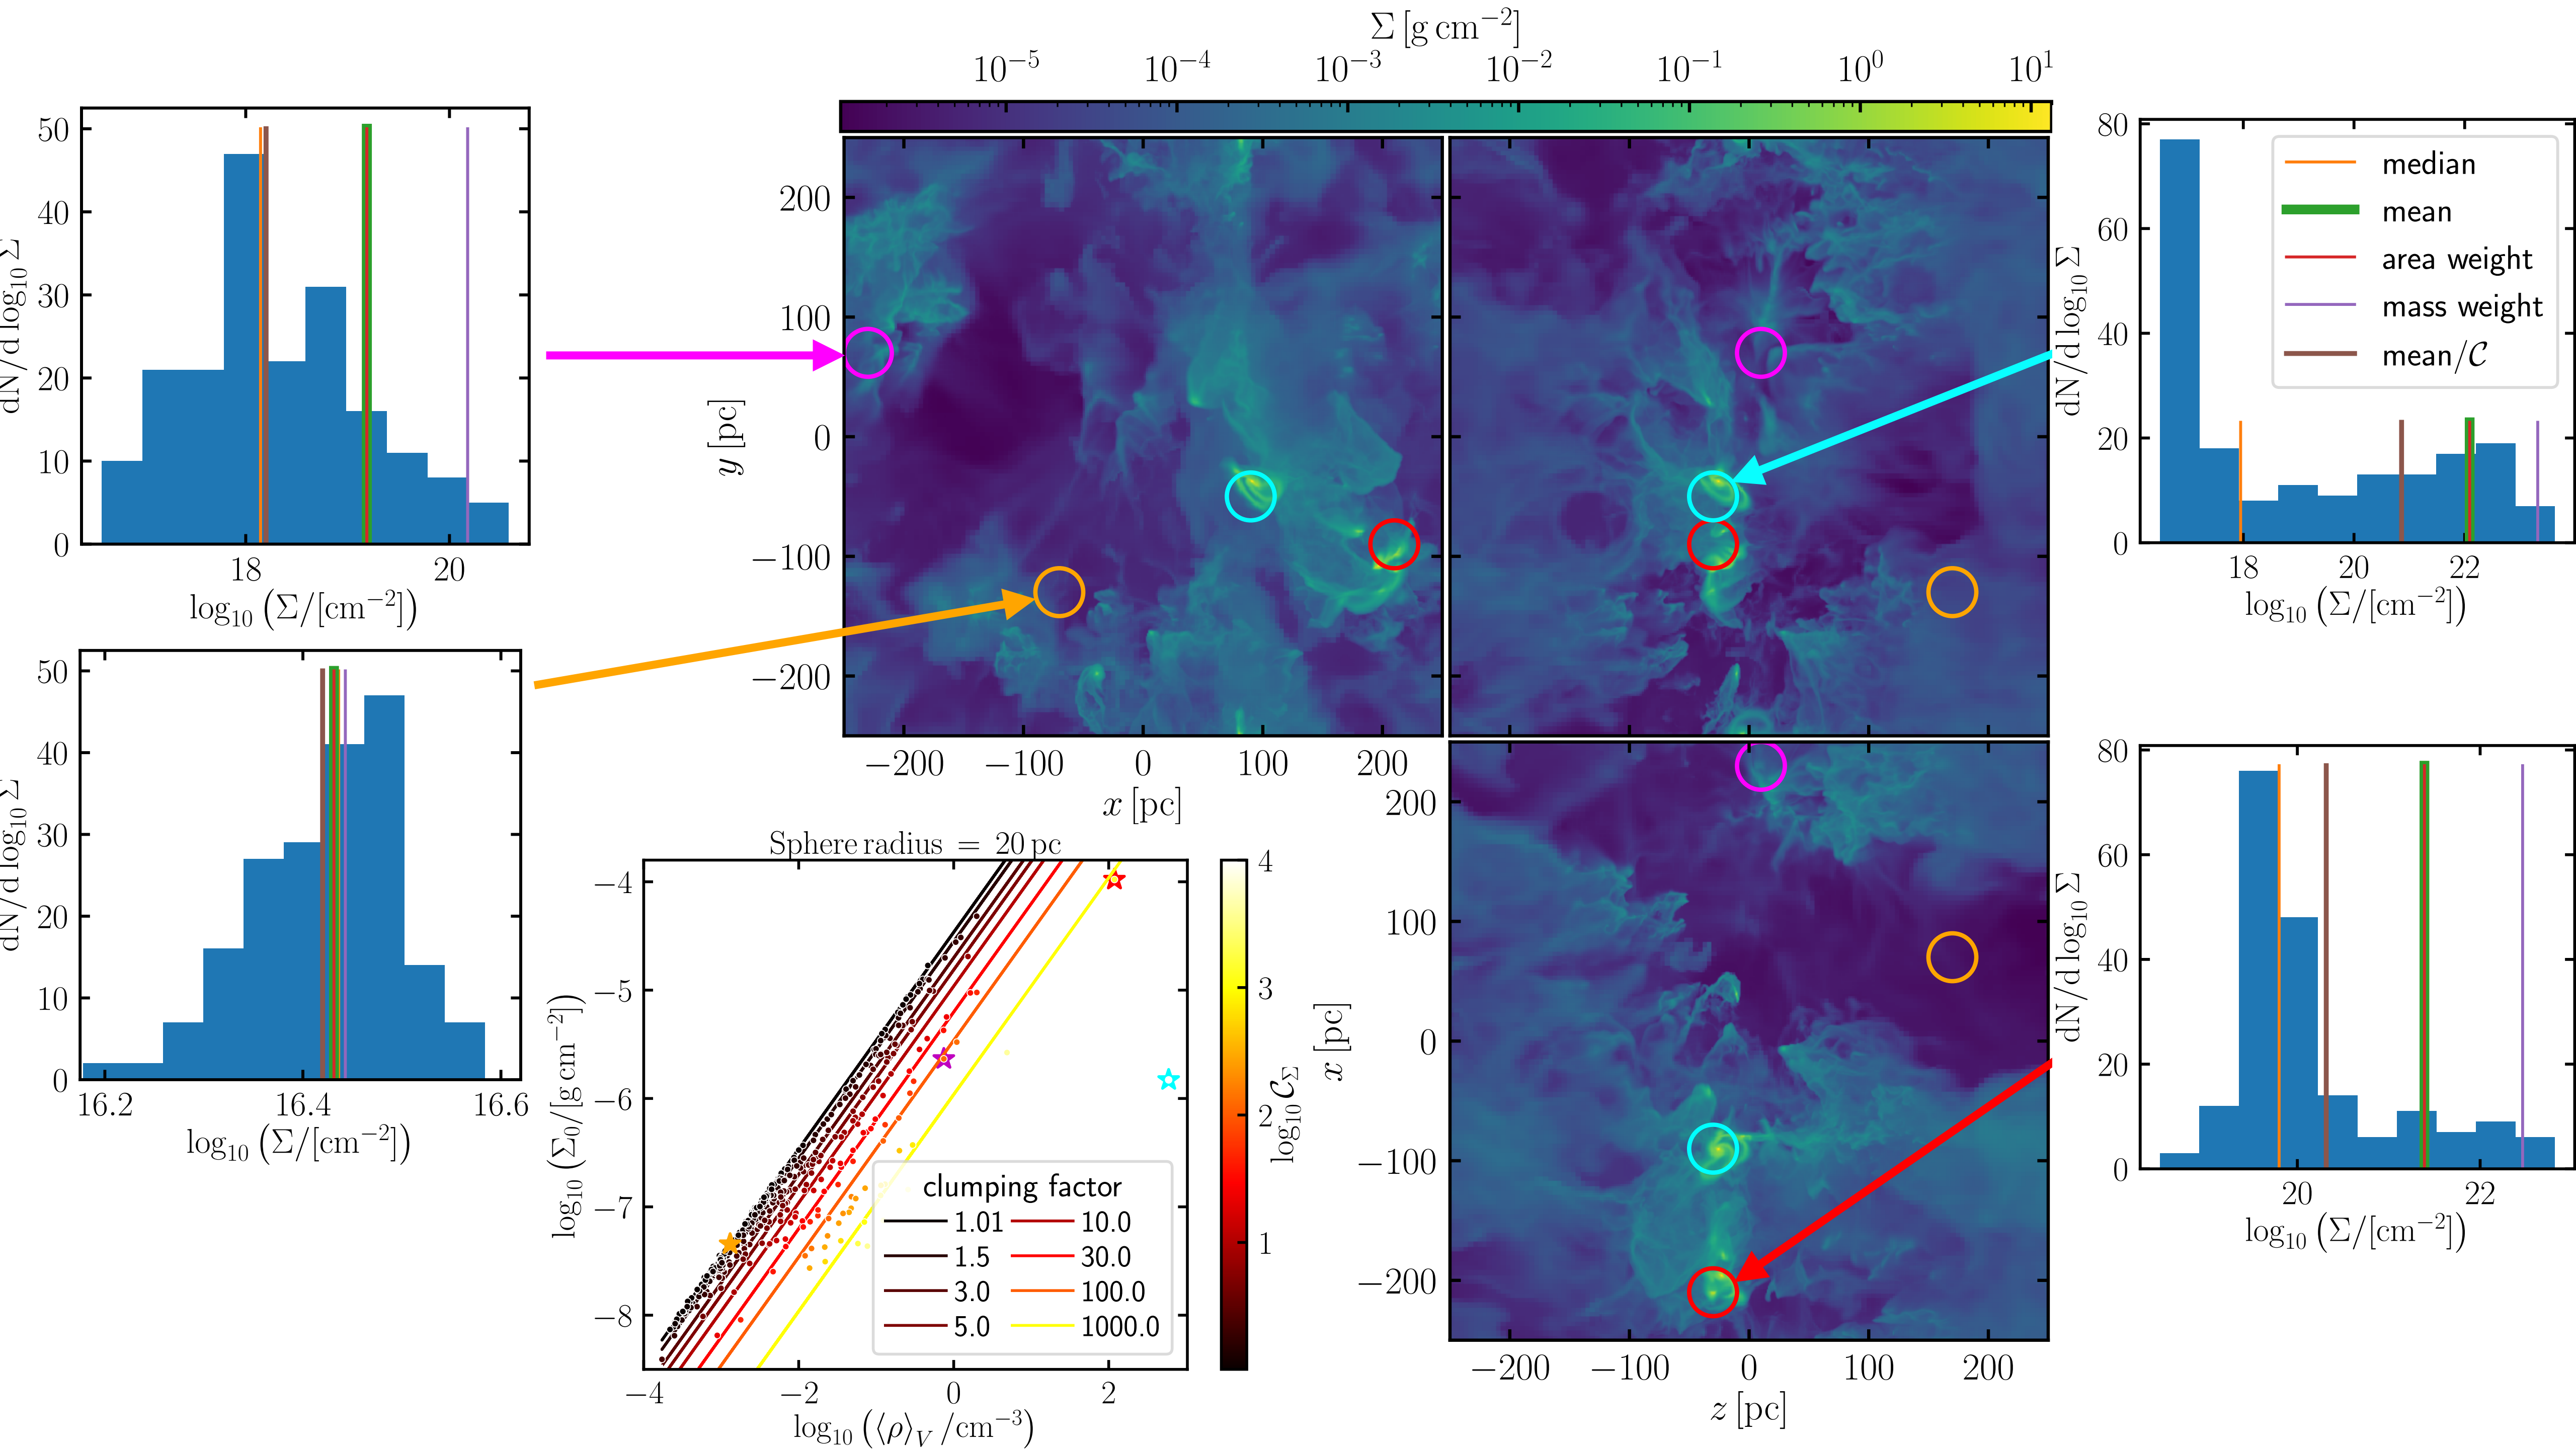 Σ [g cm⁻²]
10⁻⁵ 10⁻⁴ 10⁻³ 10⁻² 10⁻¹ 10⁰ 10¹
dN/d log₁₀ Σ
50
40
30
20
10
0
18 20
log₁₀ (Σ/[cm⁻²])
dN/d log₁₀ Σ
50
40
30
20
10
0
16.2 16.4 16.6
log₁₀ (Σ/[cm⁻²])
y [pc]
200
100
0
−100
−200
−200 −100 0 100 200
x [pc]
dN/d log₁₀ Σ
80
60
40
20
0
median
mean
area weight
mass weight
mean/𝒞
18 20 22
log₁₀ (Σ/[cm⁻²])
Sphere radius = 20 pc
log₁₀ (Σ₀/[g cm⁻²])
−4
−5
−6
−7
−8
clumping factor
1.01 10.0
1.5 30.0
3.0 100.0
5.0 1000.0
−4 −2 0 2
log₁₀ (⟨ρ⟩_V /cm⁻³)
4
3
2
1
log₁₀ 𝒞_Σ
x [pc]
200
100
0
−100
−200
−200 −100 0 100 200
z [pc]
dN/d log₁₀ Σ
80
60
40
20
0
20 22
log₁₀ (Σ/[cm⁻²])